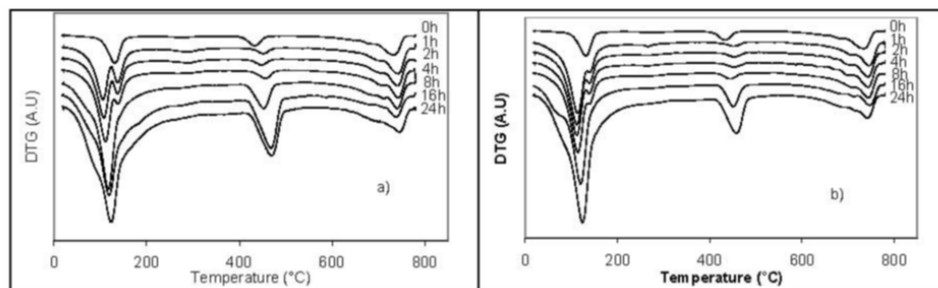 0h
1h
2h
4h
8h
16h
24h
DTG (A.U)
a)
0 200 400 600 800
Temperature (°C)
0h
1h
2h
4h
8h
16h
24h
DTG (A.U)
b)
0 200 400 600 800
Temperature (°C)